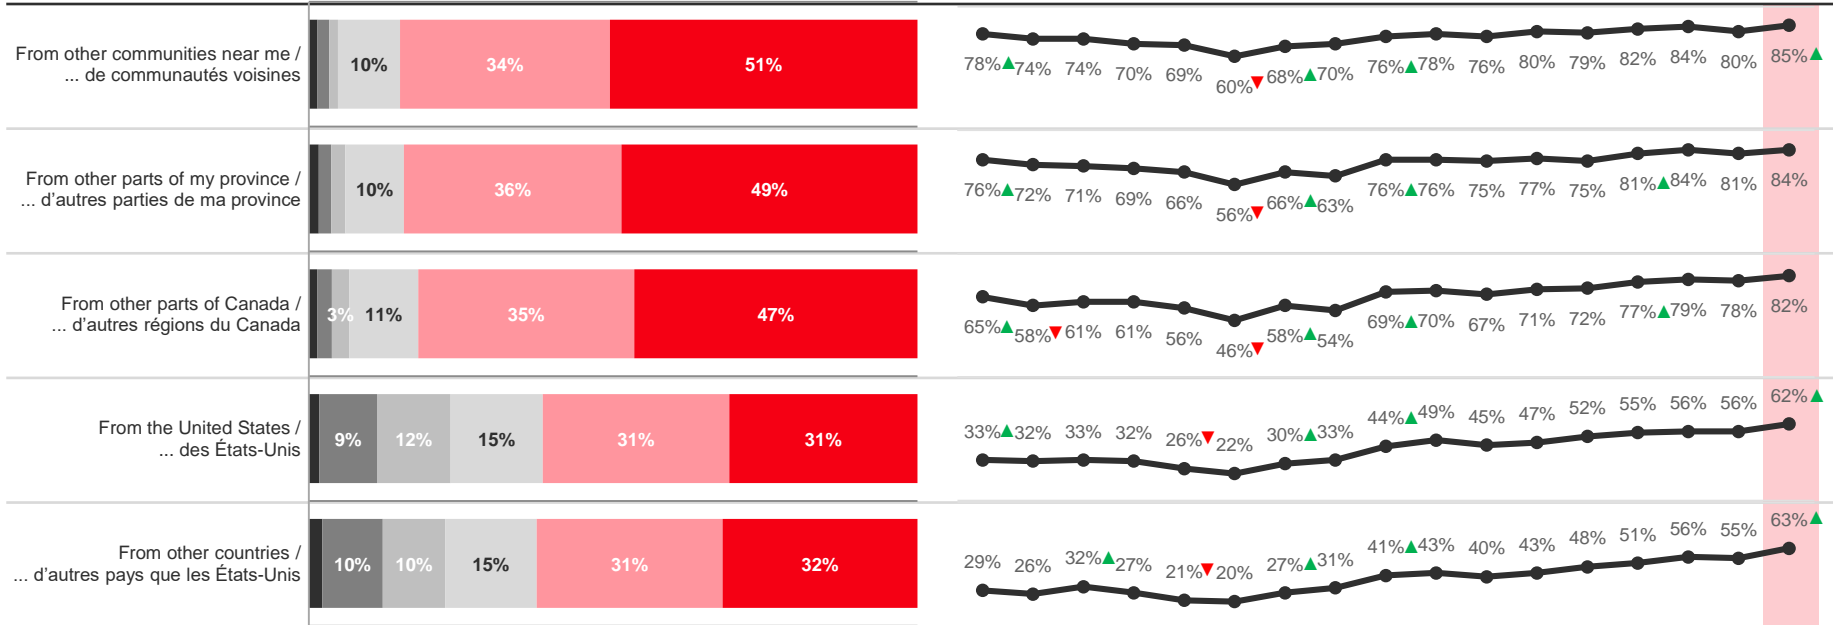 From other communities near me /
... de communautés voisines
10% 34% 51%
78% 74% 74% 70% 69% 60% 68% 70% 76% 78% 76% 80% 79% 82% 84% 80% 85%
From other parts of my province /
... d'autres parties de ma province
10% 36% 49%
76% 72% 71% 69% 66% 56% 66% 63% 76% 76% 75% 77% 75% 81% 84% 81% 84%
From other parts of Canada /
... d'autres régions du Canada
3% 11% 35% 47%
65% 58% 61% 61% 56% 46% 58% 54% 69% 70% 67% 71% 72% 77% 79% 78% 82%
From the United States /
... des États-Unis
9% 12% 15% 31% 31%
33% 32% 33% 32% 26% 22% 30% 33% 44% 49% 45% 47% 52% 55% 56% 56% 62%
From other countries /
... d'autres pays que les États-Unis
10% 10% 15% 31% 32%
29% 26% 32% 27% 21% 20% 27% 31% 41% 43% 40% 43% 48% 51% 56% 55% 63%